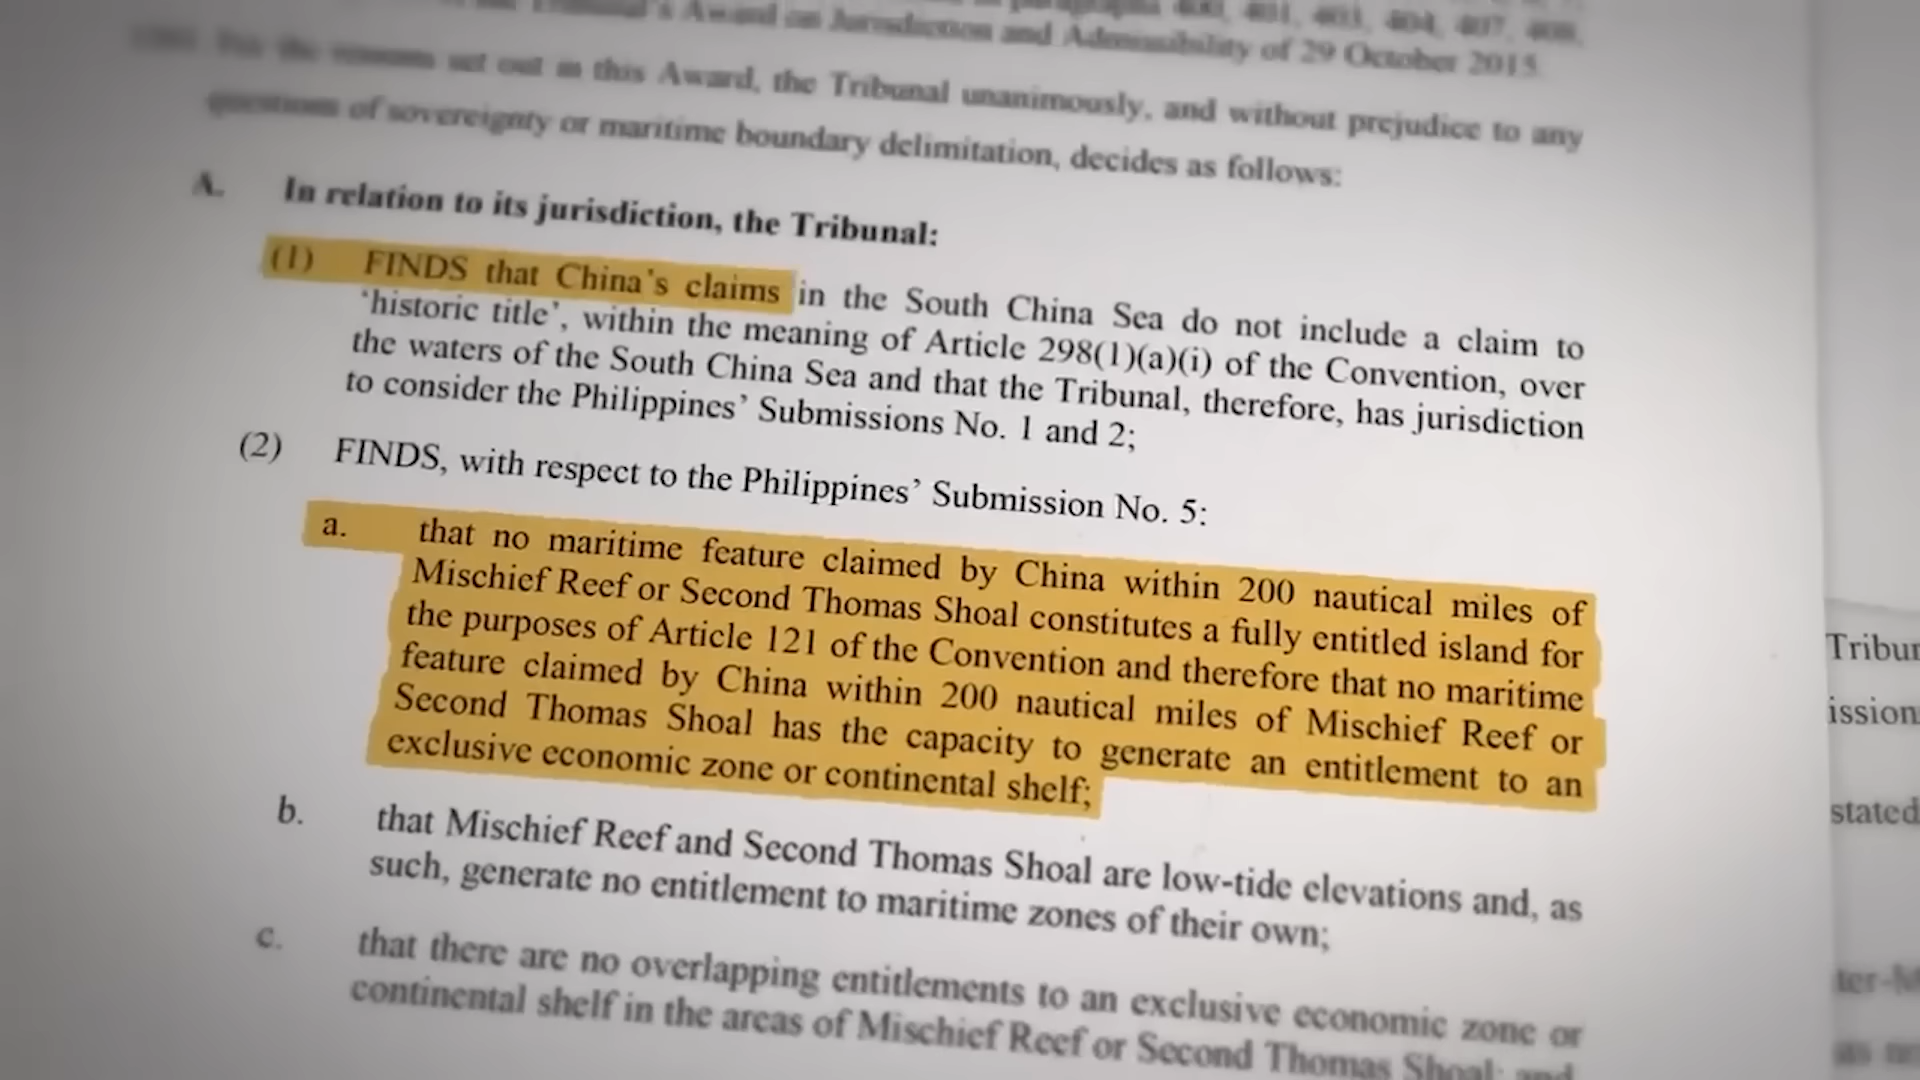 Tribunal's Award on Jurisdiction and Admissibility of 29 October 2015.
For the reasons set out in this Award, the Tribunal unanimously, and without prejudice to any
questions of sovereignty or maritime boundary delimitation, decides as follows:
A. In relation to its jurisdiction, the Tribunal:
(1) FINDS that China's claims in the South China Sea do not include a claim to
'historic title', within the meaning of Article 298(1)(a)(i) of the Convention, over
the waters of the South China Sea and that the Tribunal, therefore, has jurisdiction
to consider the Philippines' Submissions No. 1 and 2;
(2) FINDS, with respect to the Philippines' Submission No. 5:
a. that no maritime feature claimed by China within 200 nautical miles of
Mischief Reef or Second Thomas Shoal constitutes a fully entitled island for
the purposes of Article 121 of the Convention and therefore that no maritime
feature claimed by China within 200 nautical miles of Mischief Reef or
Second Thomas Shoal has the capacity to generate an entitlement to an
exclusive economic zone or continental shelf;
b. that Mischief Reef and Second Thomas Shoal are low-tide elevations and, as
such, generate no entitlement to maritime zones of their own;
c. that there are no overlapping entitlements to an exclusive economic zone or
continental shelf in the areas of Mischief Reef or Second Thomas Shoal; and
Tribun
ission
stated